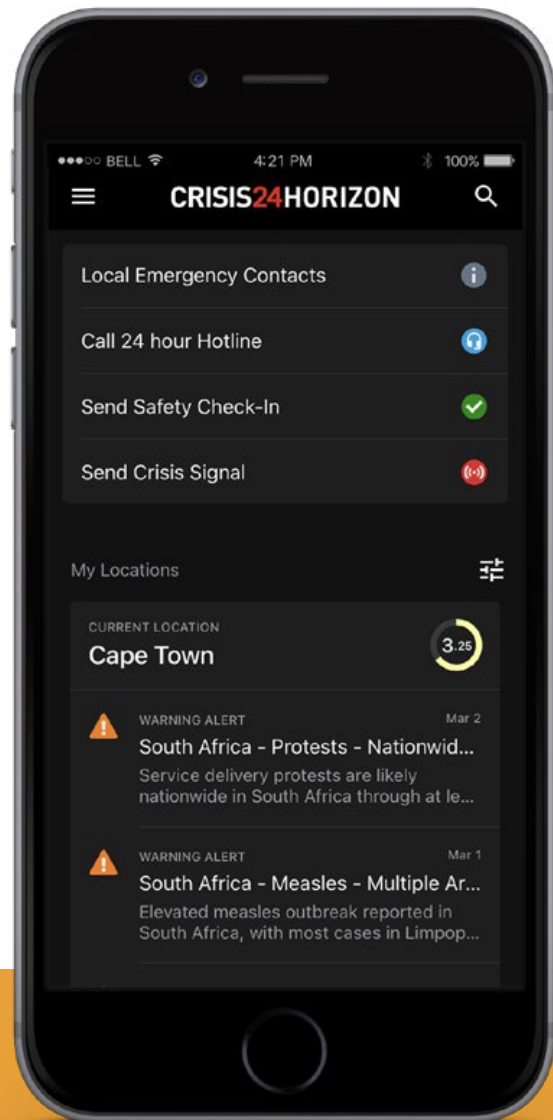 ●●●○○ BELL 4:21 PM 100%
CRISIS24HORIZON
Local Emergency Contacts
Call 24 hour Hotline
Send Safety Check-In
Send Crisis Signal
My Locations
CURRENT LOCATION
Cape Town
3.25
WARNING ALERT Mar 2
South Africa - Protests - Nationwid...
Service delivery protests are likely
nationwide in South Africa through at le...
WARNING ALERT Mar 1
South Africa - Measles - Multiple Ar...
Elevated measles outbreak reported in
South Africa, with most cases in Limpop...